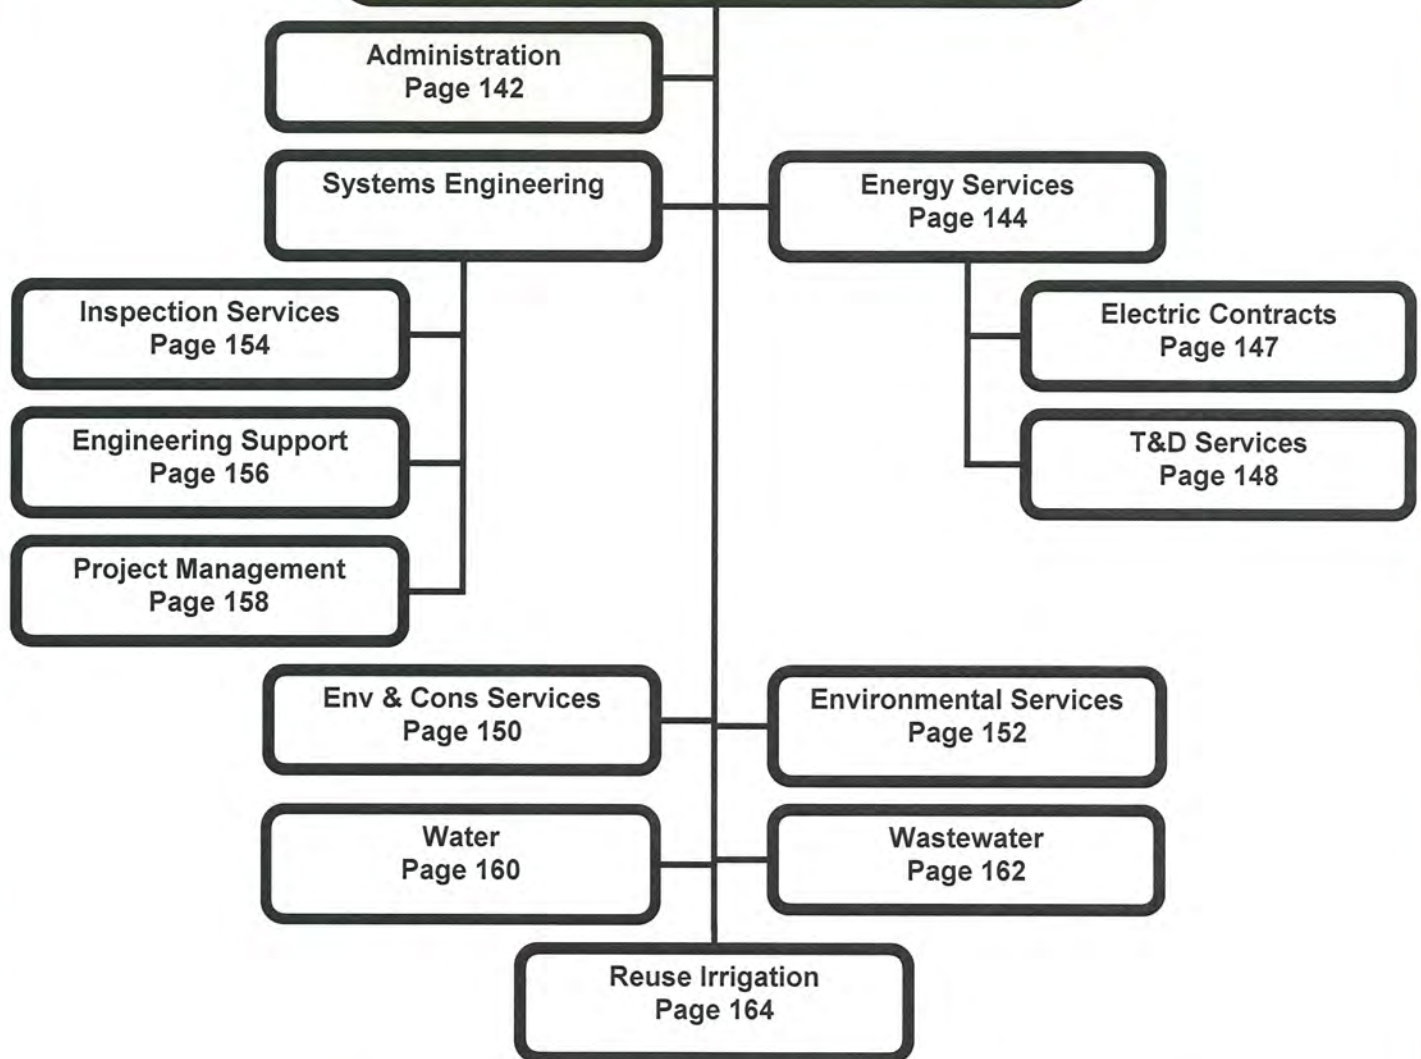 Administration
Page 142
Systems Engineering
Energy Services
Page 144
Inspection Services
Page 154
Electric Contracts
Page 147
Engineering Support
Page 156
T&D Services
Page 148
Project Management
Page 158
Env & Cons Services
Page 150
Environmental Services
Page 152
Water
Page 160
Wastewater
Page 162
Reuse Irrigation
Page 164